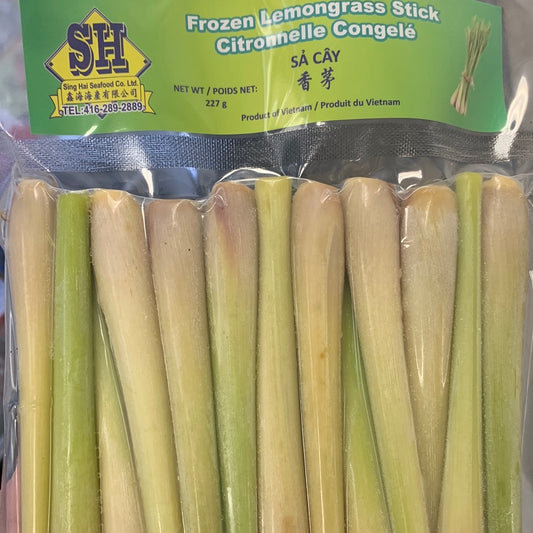 SH
Sing Hai Seafood Co. Ltd.
鑫海海產有限公司
TEL:416-289-2889
Frozen Lemongrass Stick
Citronnelle Congelé
SẢ CÂY
香茅
NET WT / POIDS NET:
227 g
Product of Vietnam / Produit du Vietnam